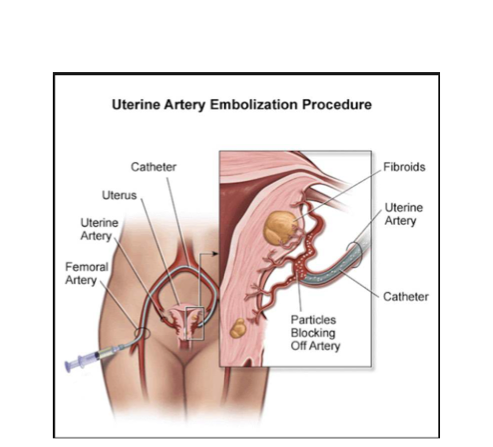 Uterine Artery Embolization Procedure
Catheter
Uterus
Uterine
Artery
Femoral
Artery
Fibroids
Uterine
Artery
Catheter
Particles
Blocking
Off Artery